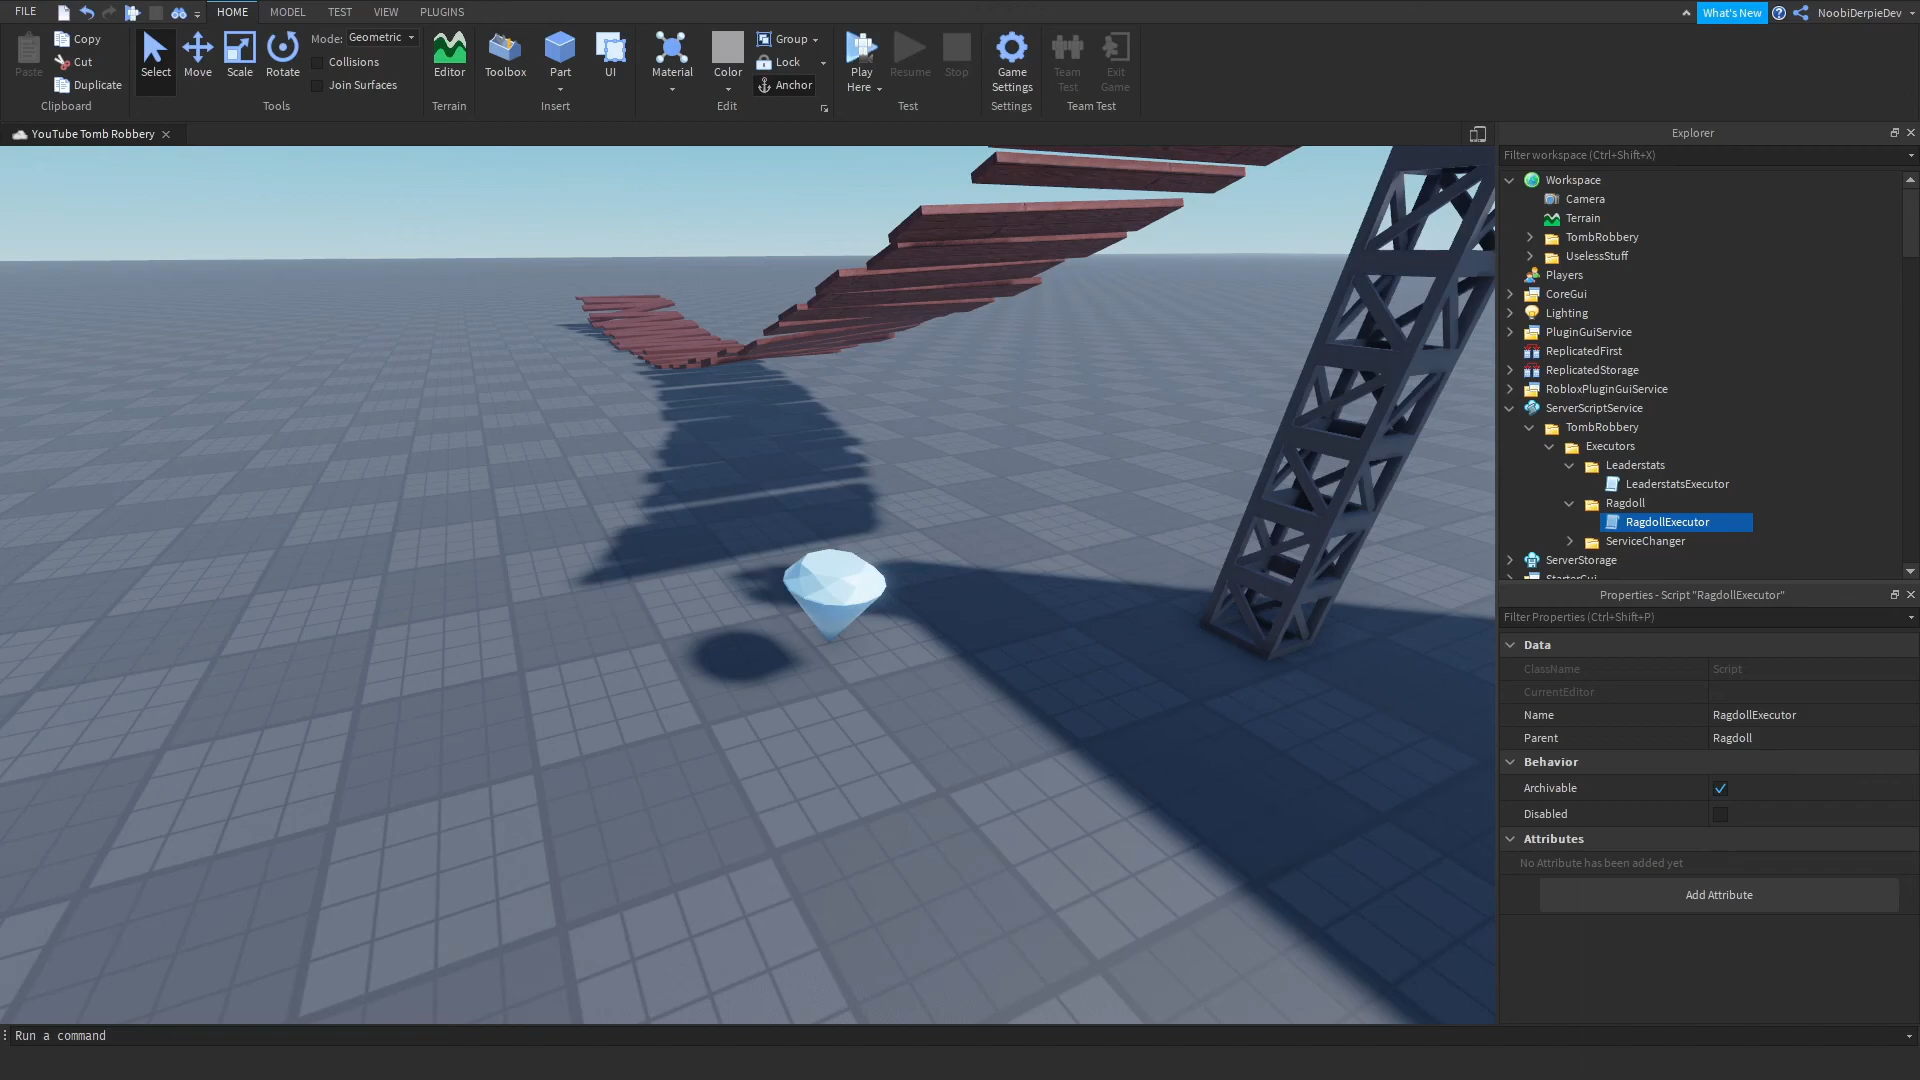 FILE HOME MODEL TEST VIEW PLUGINS What's New NoobiDerpieDev
Paste Copy Cut Duplicate Clipboard
Select Move Scale Rotate Mode: Geometric Collisions Join Surfaces Tools
Editor Terrain
Toolbox Part UI Insert
Material Color Group Lock Anchor Edit
Play Here Resume Stop Test
Game Settings Settings
Team Test Exit Game Team Test
YouTube Tomb Robbery
Explorer
Filter workspace (Ctrl+Shift+X)
Workspace
Camera
Terrain
TombRobbery
UselessStuff
Players
CoreGui
Lighting
PluginGuiService
ReplicatedFirst
ReplicatedStorage
RobloxPluginGuiService
ServerScriptService
TombRobbery
Executors
Leaderstats
LeaderstatsExecutor
Ragdoll
RagdollExecutor
ServiceChanger
ServerStorage
StarterGui
Properties - Script "RagdollExecutor"
Filter Properties (Ctrl+Shift+P)
Data
ClassName Script
CurrentEditor
Name RagdollExecutor
Parent Ragdoll
Behavior
Archivable
Disabled
Attributes
No Attribute has been added yet
Add Attribute
Run a command